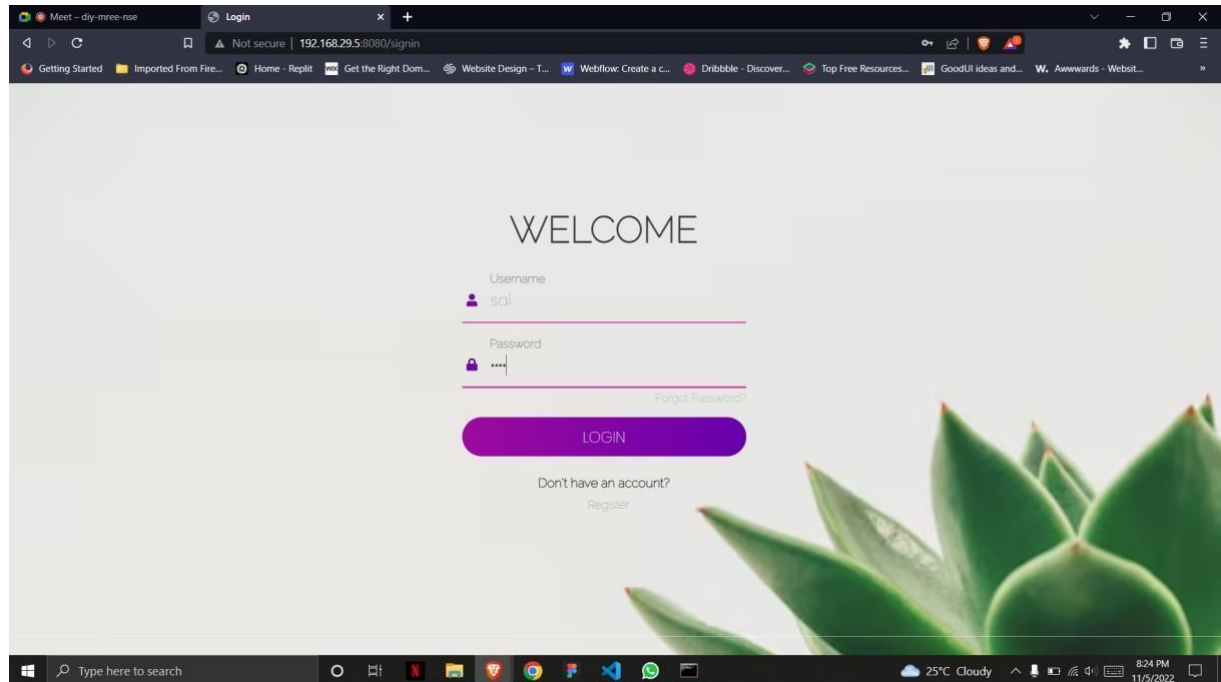 Meet – diy-mree-nse
Login
Not secure | 192.168.29.5:8080/signin
Getting Started
Imported From Fire...
Home - Replit
Get the Right Dom...
Website Design – T...
Webflow: Create a c...
Dribbble - Discover...
Top Free Resources...
GoodUI ideas and...
W. Awwwards - Websit...
WELCOME
Username
sai
Password
••••
Forgot Password?
LOGIN
Don't have an account?
Register
Type here to search
25°C Cloudy
8:24 PM
11/5/2022